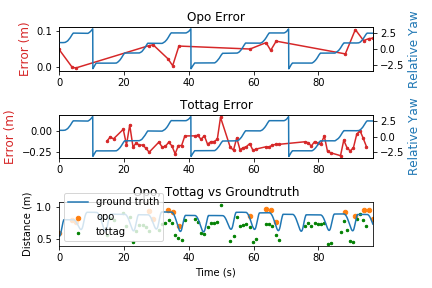 Opo Error
Error (m)
0.1
0.0
2.5
0.0
−2.5
Relative Yaw
0 20 40 60 80
Tottag Error
Error (m)
0.00
−0.25
2.5
0.0
−2.5
Relative Yaw
0 20 40 60 80
Opo, Tottag vs Groundtruth
Distance (m)
1.0
0.5
ground truth
opo
tottag
0 20 40 60 80
Time (s)